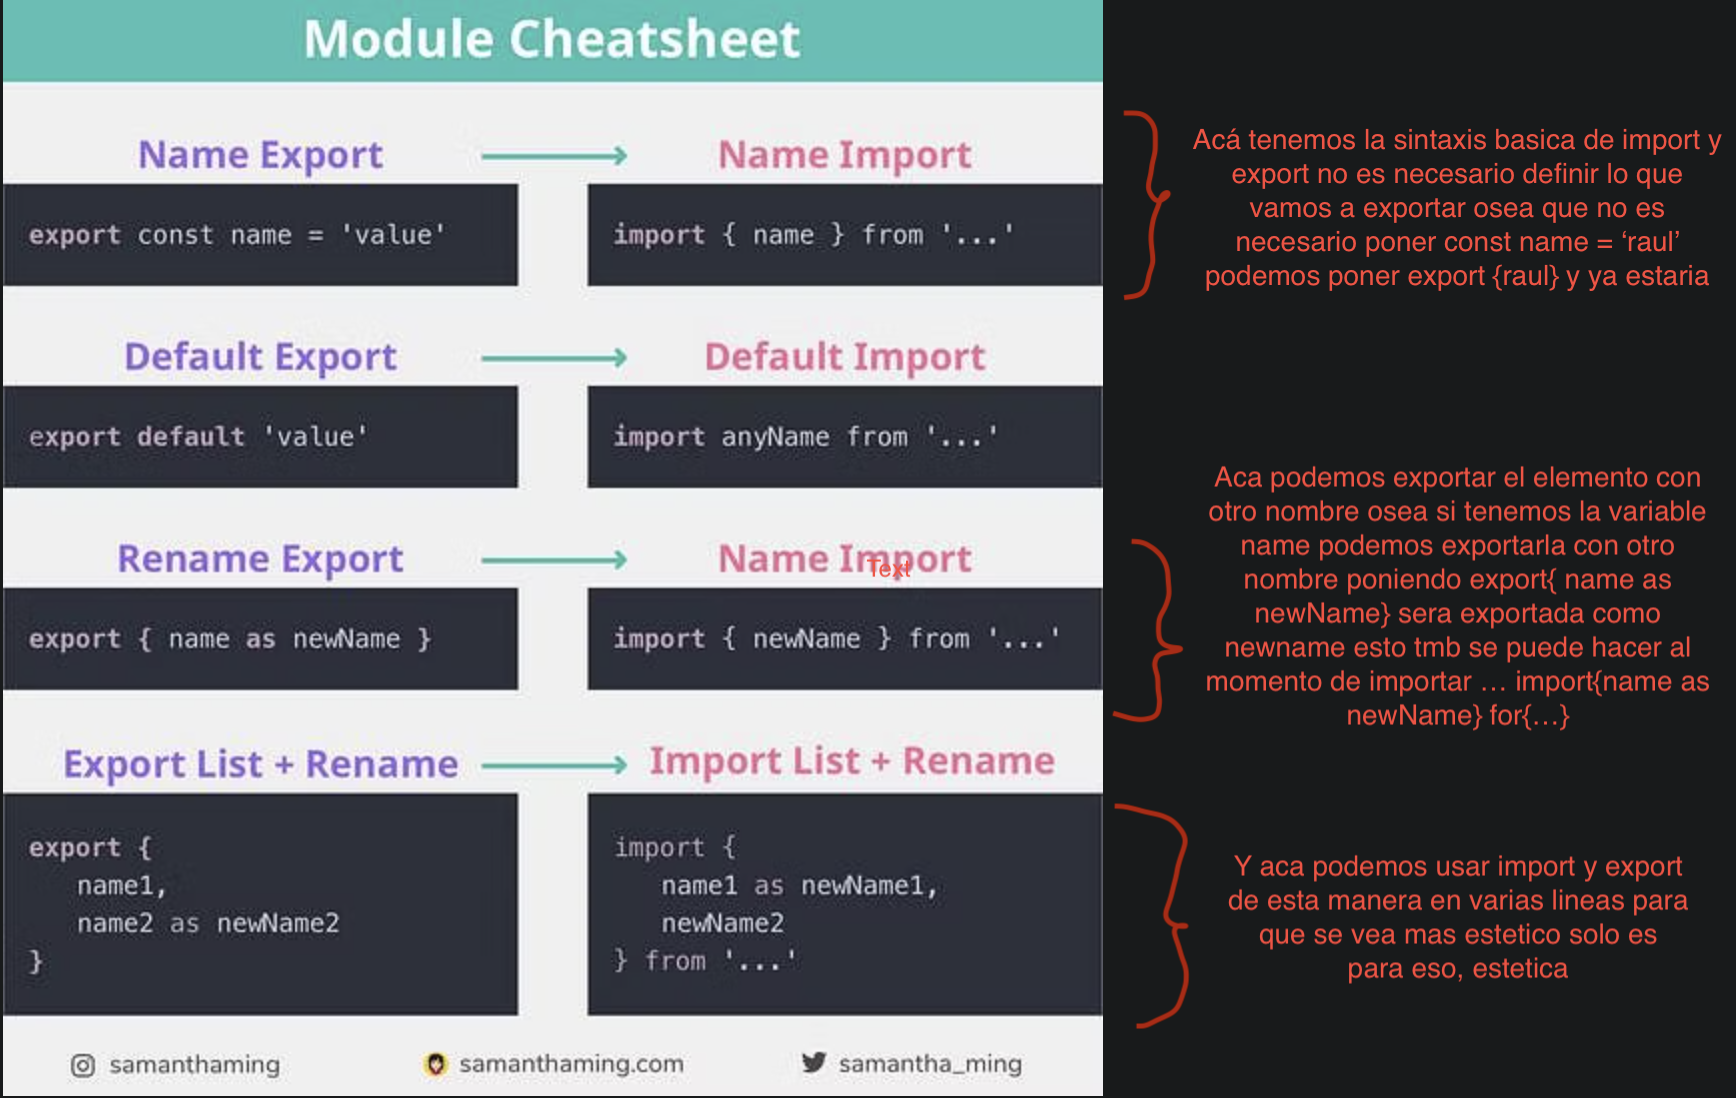 Module Cheatsheet
Name Export
Name Import
export const name = 'value'
import { name } from '...'
Acá tenemos la sintaxis basica de import y
export no es necesario definir lo que
vamos a exportar osea que no es
necesario poner const name = ‘raul’
podemos poner export {raul} y ya estaria
Default Export
Default Import
export default 'value'
import anyName from '...'
Rename Export
Name Import
Text
export { name as newName }
import { newName } from '...'
Aca podemos exportar el elemento con
otro nombre osea si tenemos la variable
name podemos exportarla con otro
nombre poniendo export{ name as
newName} sera exportada como
newname esto tmb se puede hacer al
momento de importar … import{name as
newName} for{…}
Export List + Rename
Import List + Rename
export {
name1,
name2 as newName2
}
import {
name1 as newName1,
newName2
} from '...'
Y aca podemos usar import y export
de esta manera en varias lineas para
que se vea mas estetico solo es
para eso, estetica
samanthaming
samanthaming.com
samantha_ming